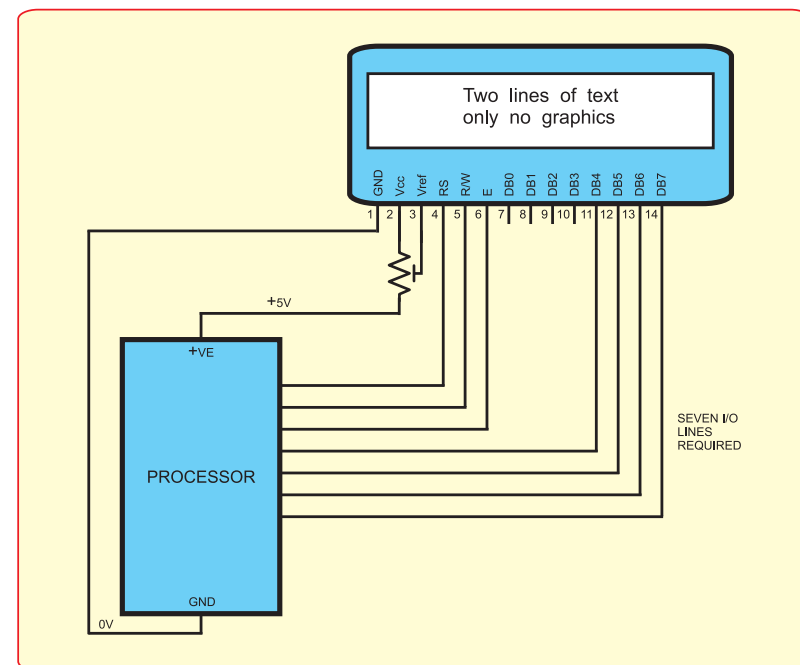 Two lines of text
only no graphics
GND
Vcc
Vref
RS
R/W
E
DB0
DB1
DB2
DB3
DB4
DB5
DB6
DB7
1 2 3 4 5 6 7 8 9 10 11 12 13 14
+5V
+VE
SEVEN I/O
LINES
REQUIRED
PROCESSOR
GND
0V